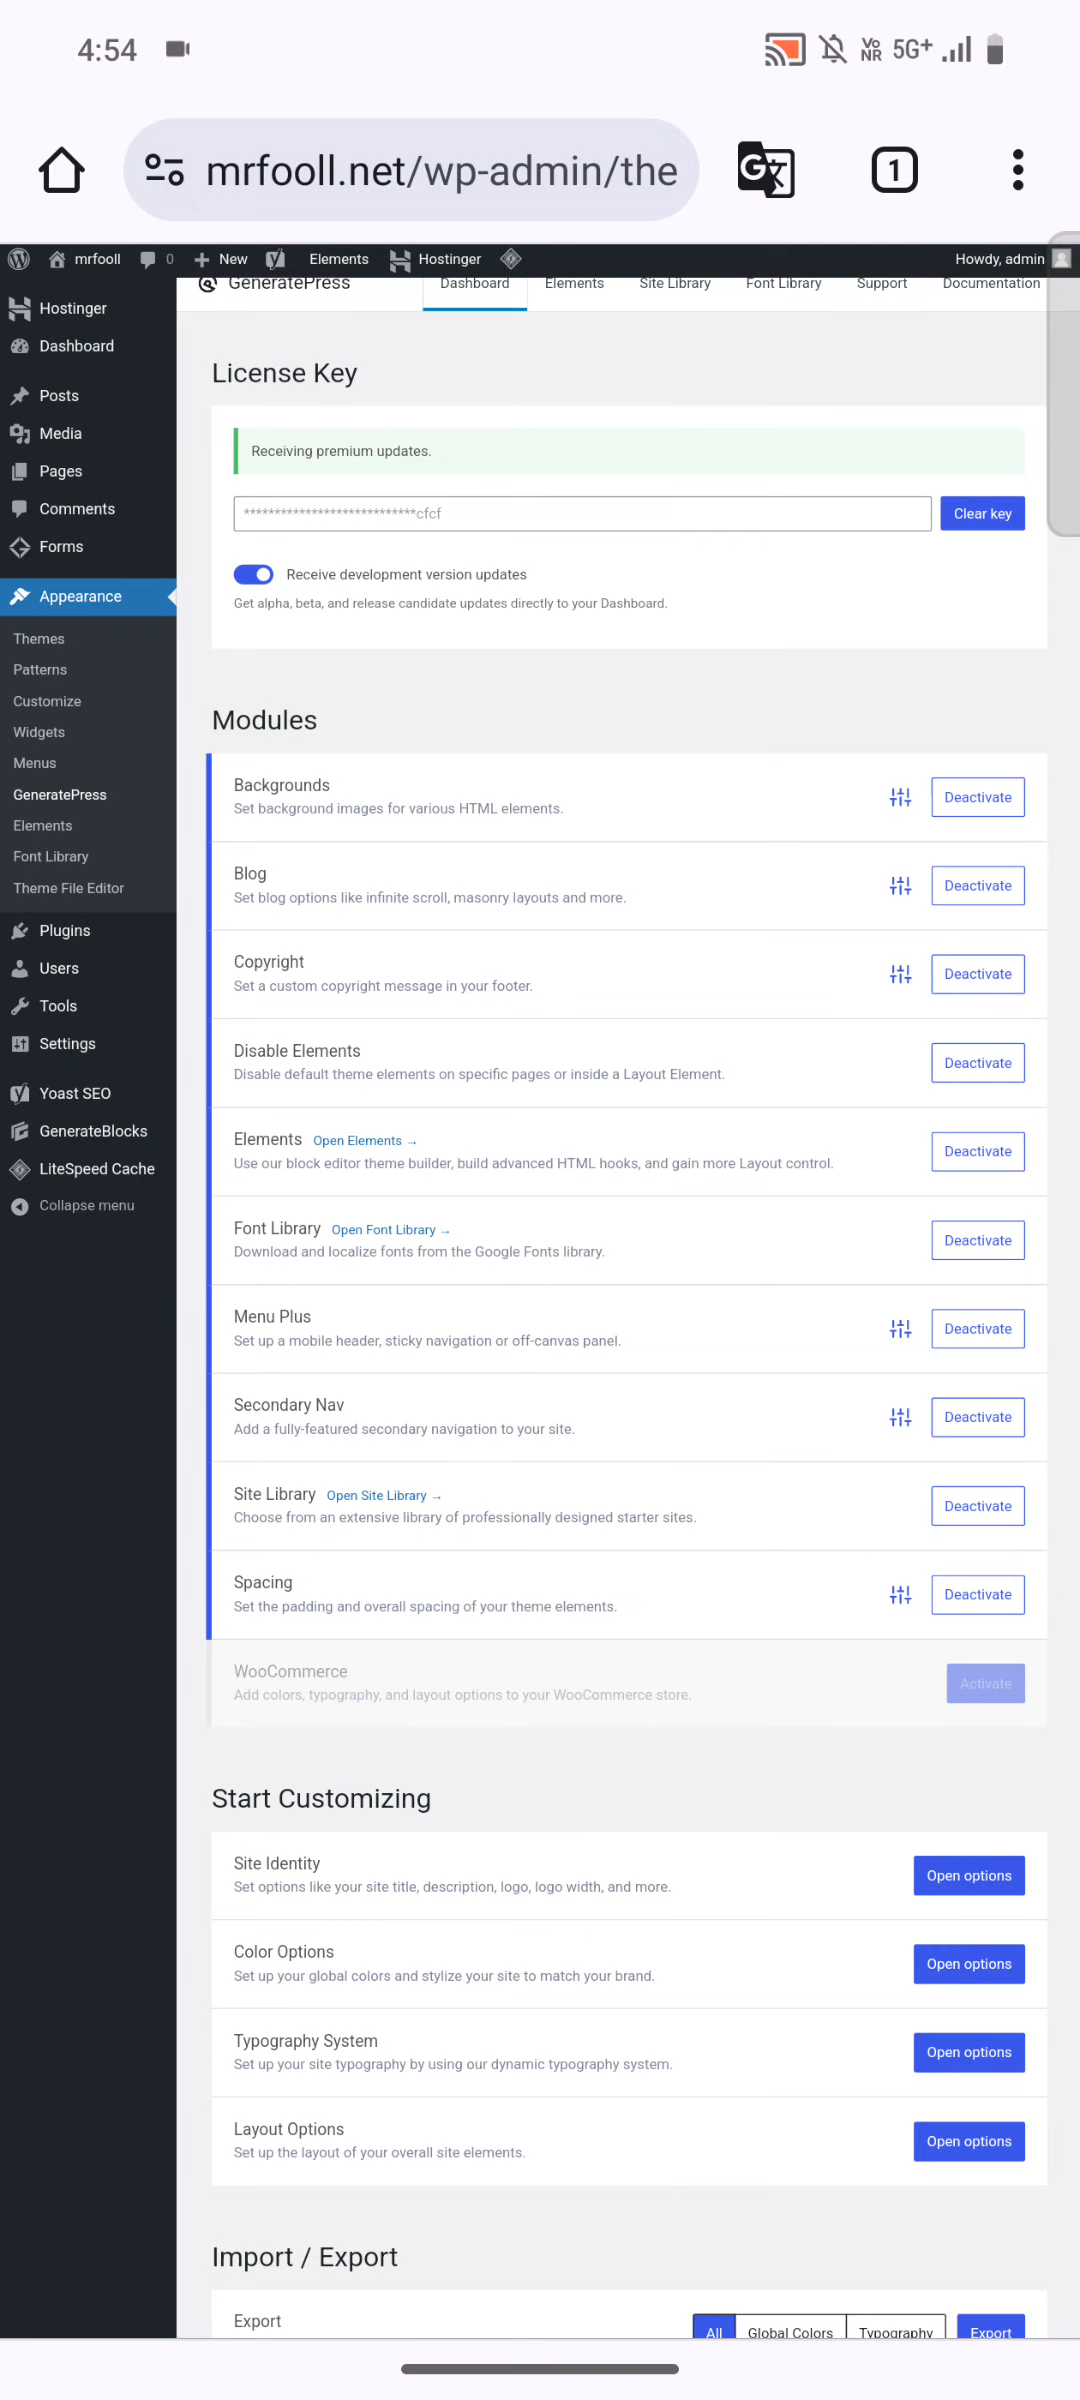 4:54
Vo NR 5G+
mrfooll.net/wp-admin/the
1
mrfooll 0 New Elements Hostinger Howdy, admin
GeneratePress Dashboard Elements Site Library Font Library Support Documentation
Hostinger
Dashboard
Posts
Media
Pages
Comments
Forms
Appearance
Themes
Patterns
Customize
Widgets
Menus
GeneratePress
Elements
Font Library
Theme File Editor
Plugins
Users
Tools
Settings
Yoast SEO
GenerateBlocks
LiteSpeed Cache
Collapse menu
License Key
Receiving premium updates.
****************************cfcf Clear key
Receive development version updates
Get alpha, beta, and release candidate updates directly to your Dashboard.
Modules
Backgrounds
Set background images for various HTML elements.
Deactivate
Blog
Set blog options like infinite scroll, masonry layouts and more.
Deactivate
Copyright
Set a custom copyright message in your footer.
Deactivate
Disable Elements
Disable default theme elements on specific pages or inside a Layout Element.
Deactivate
Elements Open Elements →
Use our block editor theme builder, build advanced HTML hooks, and gain more Layout control.
Deactivate
Font Library Open Font Library →
Download and localize fonts from the Google Fonts library.
Deactivate
Menu Plus
Set up a mobile header, sticky navigation or off-canvas panel.
Deactivate
Secondary Nav
Add a fully-featured secondary navigation to your site.
Deactivate
Site Library Open Site Library →
Choose from an extensive library of professionally designed starter sites.
Deactivate
Spacing
Set the padding and overall spacing of your theme elements.
Deactivate
WooCommerce
Add colors, typography, and layout options to your WooCommerce store.
Activate
Start Customizing
Site Identity
Set options like your site title, description, logo, logo width, and more.
Open options
Color Options
Set up your global colors and stylize your site to match your brand.
Open options
Typography System
Set up your site typography by using our dynamic typography system.
Open options
Layout Options
Set up the layout of your overall site elements.
Open options
Import / Export
Export
All Global Colors Typography Export